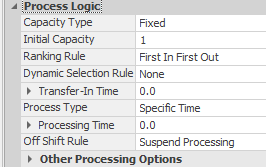 Process Logic
Capacity Type Fixed
Initial Capacity 1
Ranking Rule First In First Out
Dynamic Selection Rule None
Transfer-In Time 0.0
Process Type Specific Time
Processing Time 0.0
Off Shift Rule Suspend Processing
Other Processing Options